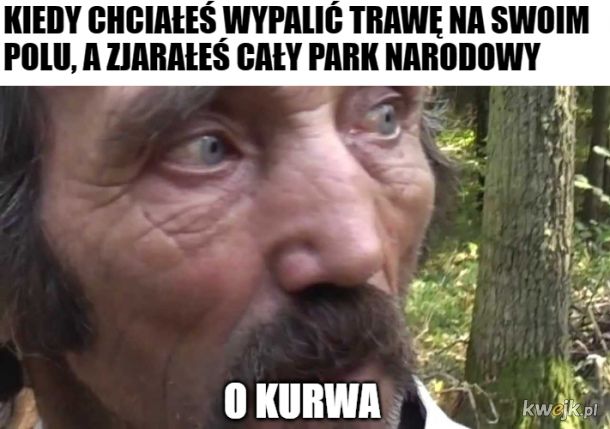 KIEDY CHCIAŁEŚ WYPALIĆ TRAWĘ NA SWOIM
POLU, A ZJARAŁEŚ CAŁY PARK NARODOWY
O KURWA
kwejk.pl